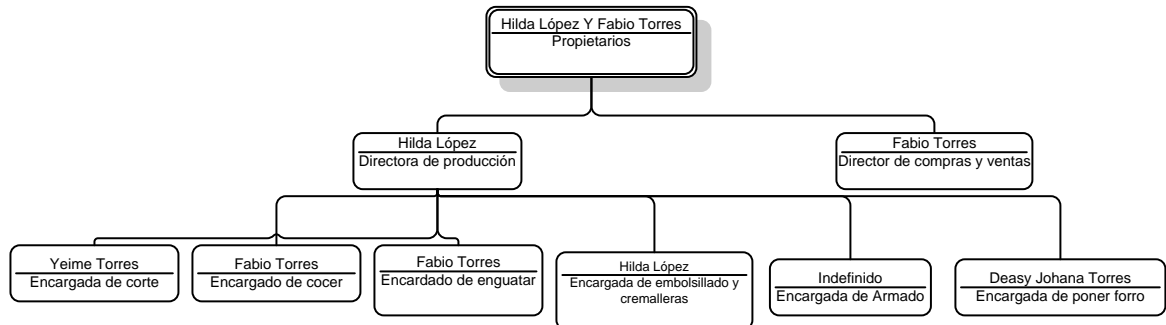 Hilda López Y Fabio Torres
Propietarios
Hilda López
Directora de producción
Fabio Torres
Director de compras y ventas
Yeime Torres
Encargada de corte
Fabio Torres
Encargado de cocer
Fabio Torres
Encardado de enguatar
Hilda López
Encargada de embolsillado y
cremalleras
Indefinido
Encargada de Armado
Deasy Johana Torres
Encargada de poner forro